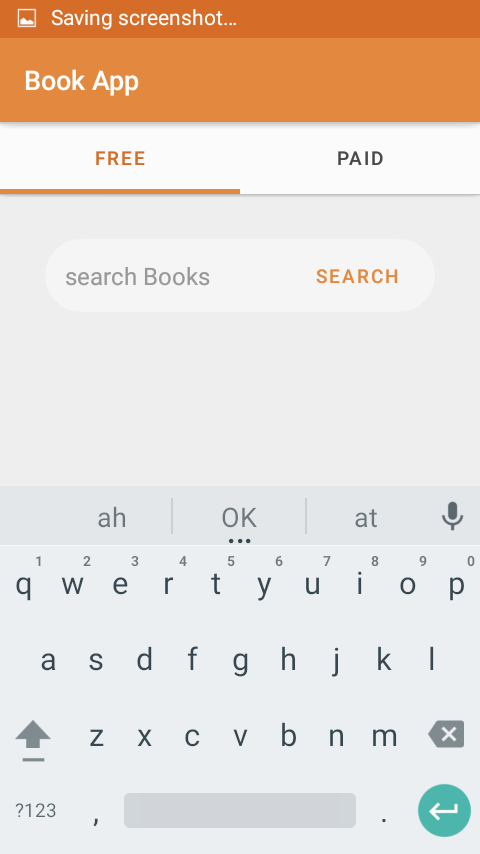 Saving screenshot...
Book App
FREE PAID
search Books SEARCH
ah OK at
1 2 3 4 5 6 7 8 9 0
q w e r t y u i o p
a s d f g h j k l
z x c v b n m
?123 , .